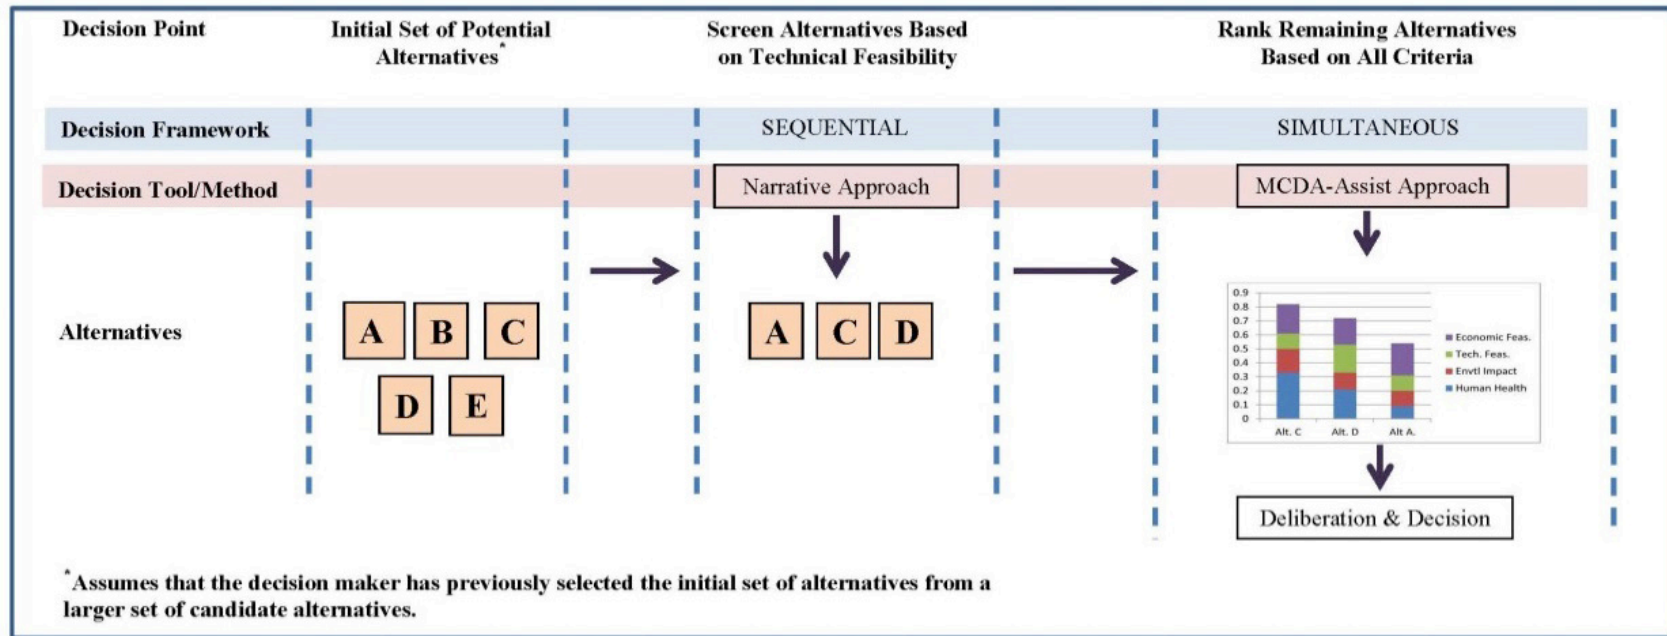 Decision Point
Initial Set of Potential
Alternatives*
Screen Alternatives Based
on Technical Feasibility
Rank Remaining Alternatives
Based on All Criteria
Decision Framework
SEQUENTIAL
SIMULTANEOUS
Decision Tool/Method
Narrative Approach
MCDA-Assist Approach
Alternatives
A B C
D E
A C D
0.9
0.8
0.7
0.6
0.5
0.4
0.3
0.2
0.1
0
Alt. C Alt. D Alt A.
Economic Feas.
Tech. Feas.
Envtl Impact
Human Health
Deliberation & Decision
*Assumes that the decision maker has previously selected the initial set of alternatives from a
larger set of candidate alternatives.